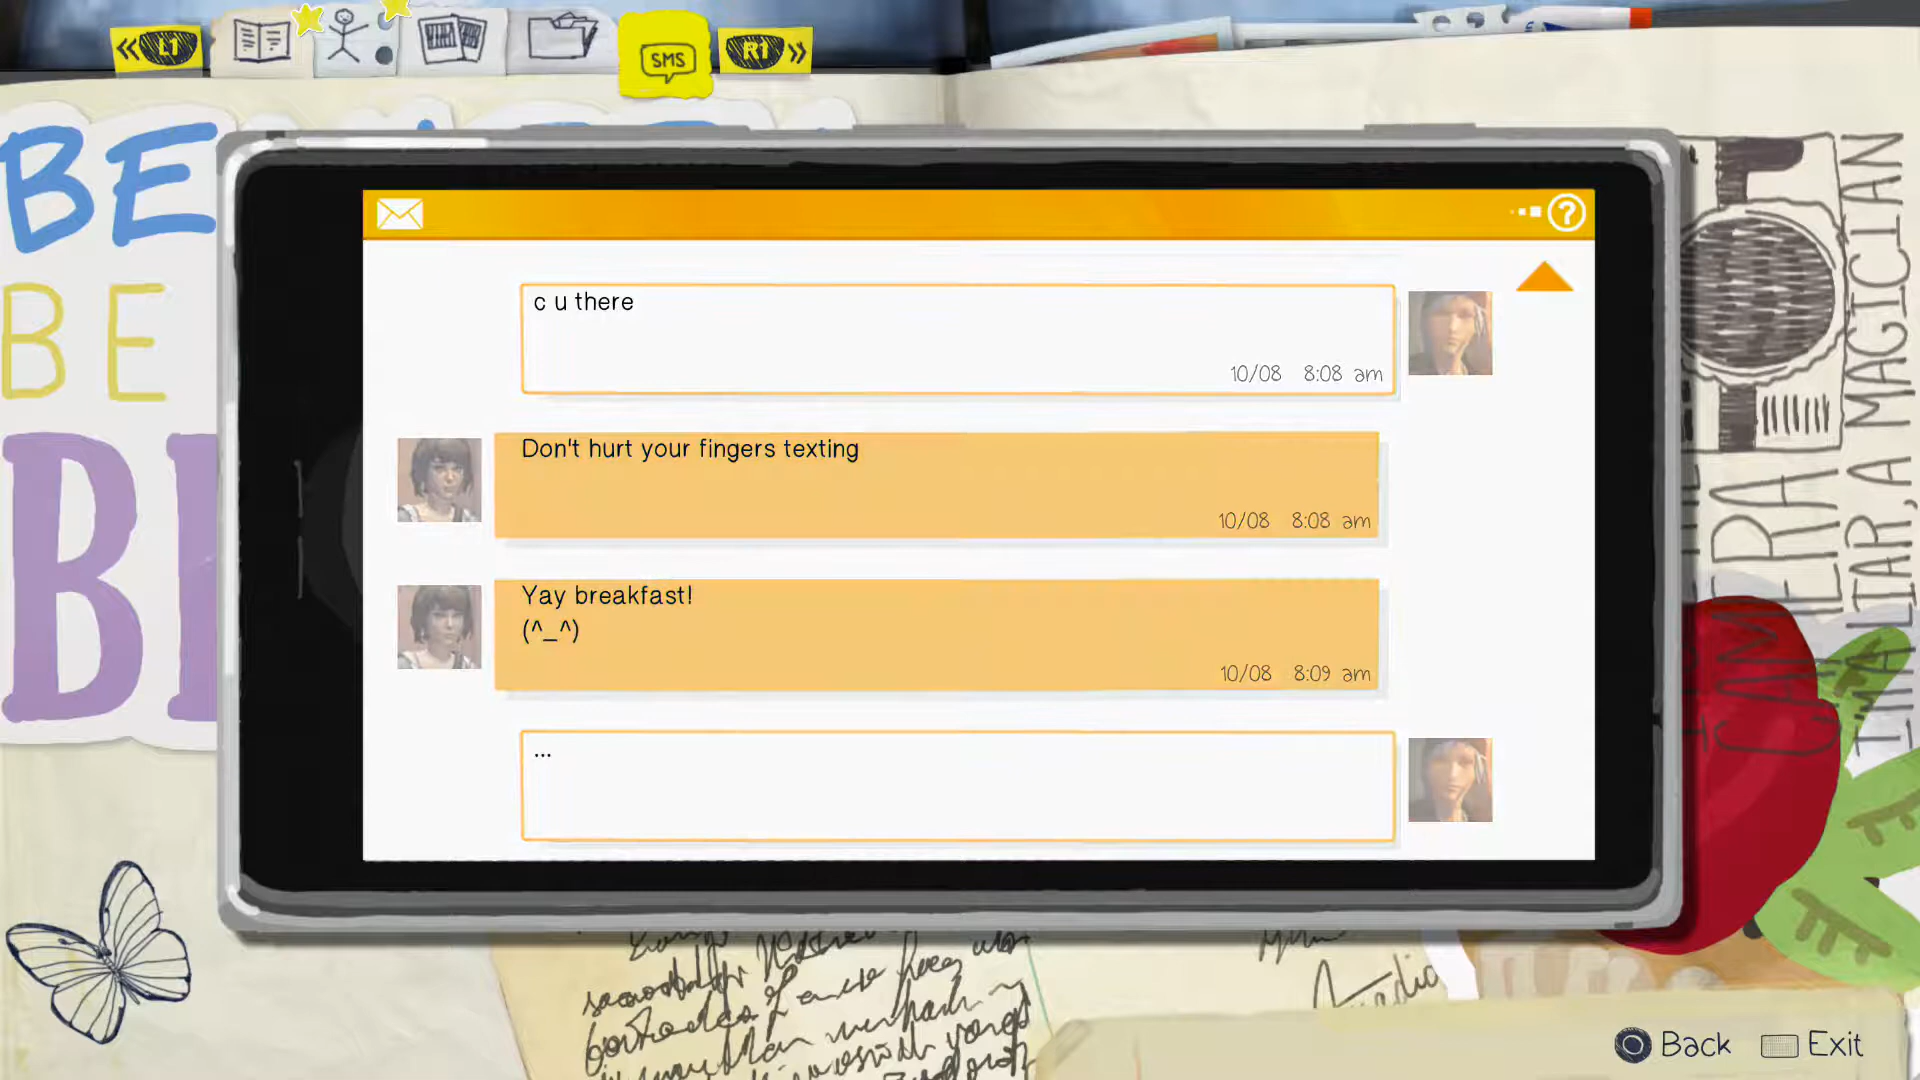 L1
SMS
R1
BE
BE
c u there
10/08 8:08 am
Don't hurt your fingers texting
10/08 8:08 am
Yay breakfast!
(^_^)
10/08 8:09 am
...
CAMERA
LIAR, A MAGICIAN
Back
Exit